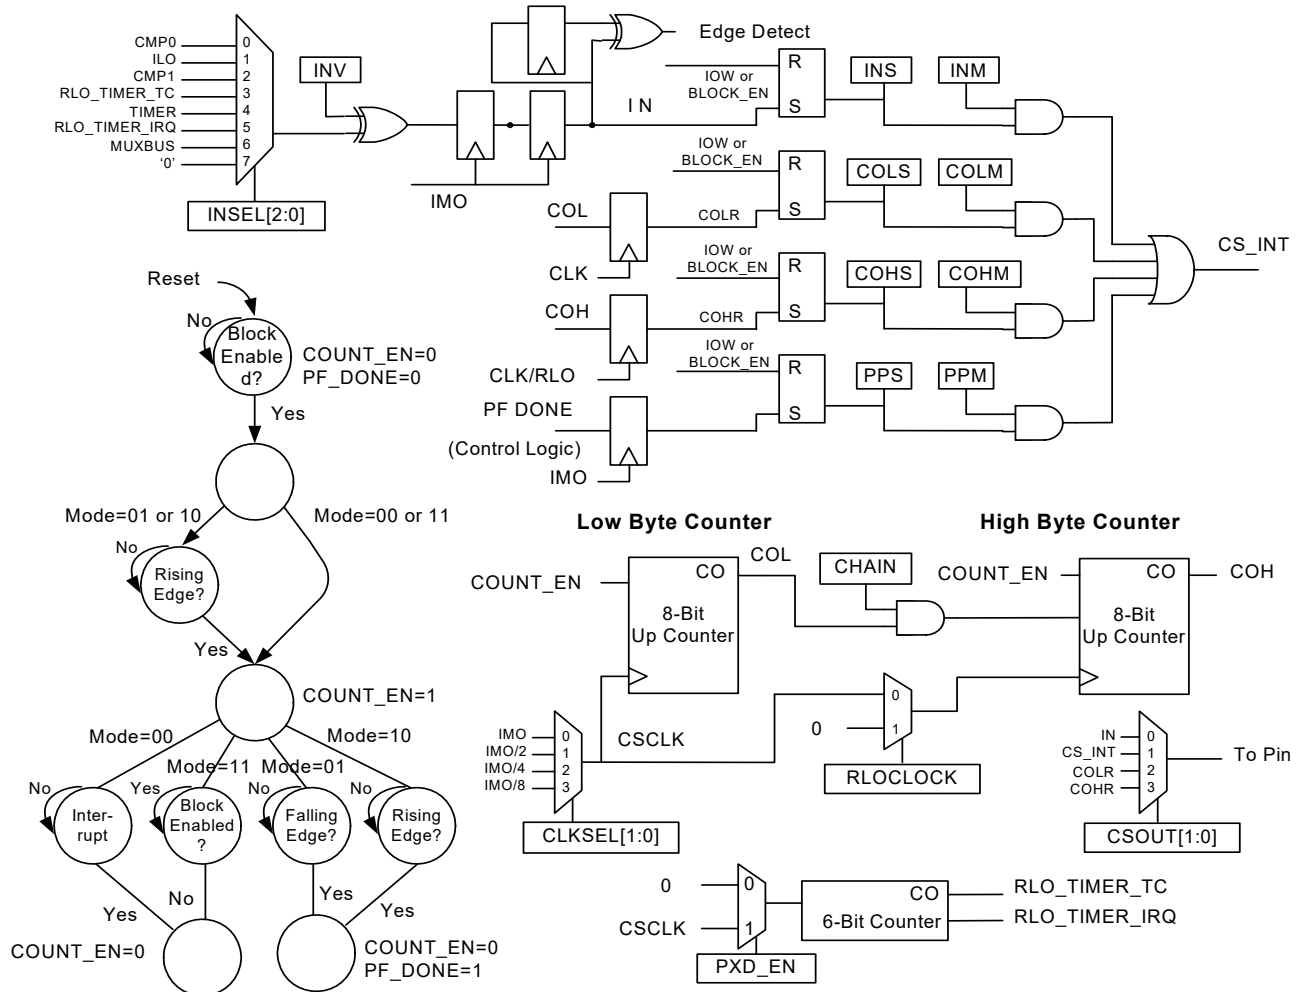 CMP0
ILO
CMP1
RLO_TIMER_TC
TIMER
RLO_TIMER_IRQ
MUXBUS
'0'
0
1
2
3
4
5
6
7
INSEL[2:0]
INV
IMO
Edge Detect
I N
IOW or
BLOCK_EN
R
S
INS
INM
IOW or
BLOCK_EN
R
S
COLS
COLM
COL
COLR
CLK
IOW or
BLOCK_EN
R
S
COHS
COHM
COH
COHR
CLK/RLO
IOW or
BLOCK_EN
R
S
PPS
PPM
PF DONE
(Control Logic)
IMO
CS_INT
Reset
No
Block
Enable
d?
COUNT_EN=0
PF_DONE=0
Yes
Mode=01 or 10
Mode=00 or 11
No
Rising
Edge?
Yes
COUNT_EN=1
Mode=00
Mode=11
Mode=01
Mode=10
No
Inter-
rupt
Yes
Block
Enabled
?
No
Falling
Edge?
No
Rising
Edge?
Yes
No
Yes
Yes
COUNT_EN=0
COUNT_EN=0
PF_DONE=1
Low Byte Counter
High Byte Counter
COUNT_EN
CO
8-Bit
Up Counter
COL
CHAIN
COUNT_EN
CO
8-Bit
Up Counter
COH
IMO
IMO/2
IMO/4
IMO/8
0
1
2
3
CSCLK
CLKSEL[1:0]
0
0
1
RLOCLOCK
IN
CS_INT
COLR
COHR
0
1
2
3
To Pin
CSOUT[1:0]
0
CSCLK
0
1
PXD_EN
CO
6-Bit Counter
RLO_TIMER_TC
RLO_TIMER_IRQ